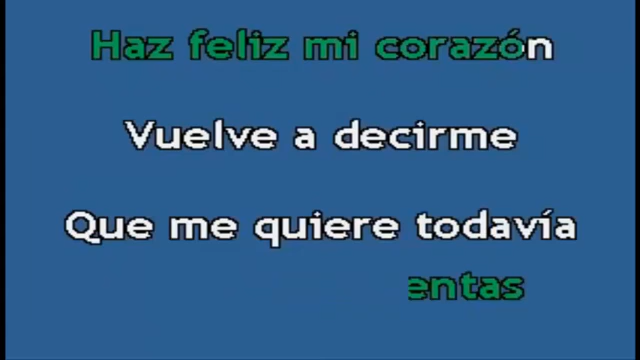 Haz feliz mi corazón
Vuelve a decirme
Que me quiere todavía
entas